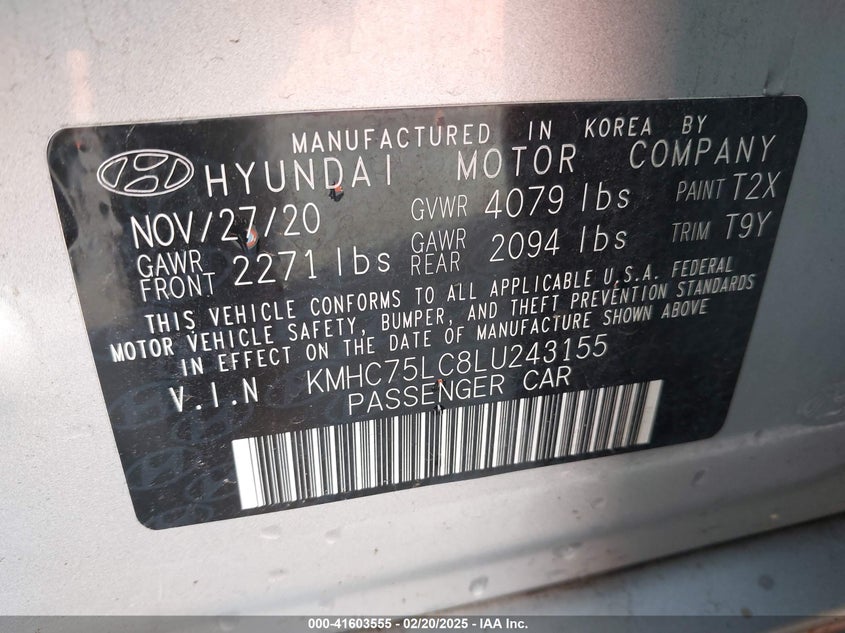 MANUFACTURED IN KOREA BY
HYUNDAI MOTOR COMPANY
NOV/27/20 GVWR 4079 lbs PAINT T2X
GAWR FRONT 2271 lbs GAWR REAR 2094 lbs TRIM T9Y
THIS VEHICLE CONFORMS TO ALL APPLICABLE U.S.A. FEDERAL
MOTOR VEHICLE SAFETY, BUMPER, AND THEFT PREVENTION STANDARDS
IN EFFECT ON THE DATE OF MANUFACTURE SHOWN ABOVE
V.I.N KMHC75LC8LU243155
PASSENGER CAR
000-41603555 - 02/20/2025 - IAAI.com